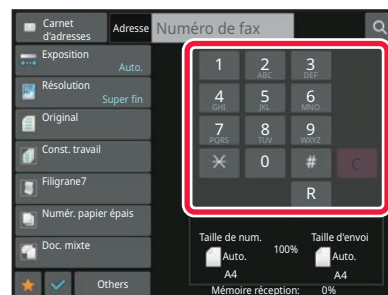 Carnet
d'adresses
Adresse
Numéro de fax
Exposition
Auto.
Résolution
Super fin
Original
Const. travail
Filigrane7
Numér. papier épais
Doc. mixte
Others
1
2
ABC
3
DEF
4
GHI
5
JKL
6
MNO
7
PQRS
8
TUV
9
WXYZ
0
#
C
R
Taille de num.
Auto.
A4
100%
Taille d'envoi
Auto.
A4
Mémoire réception: 0%